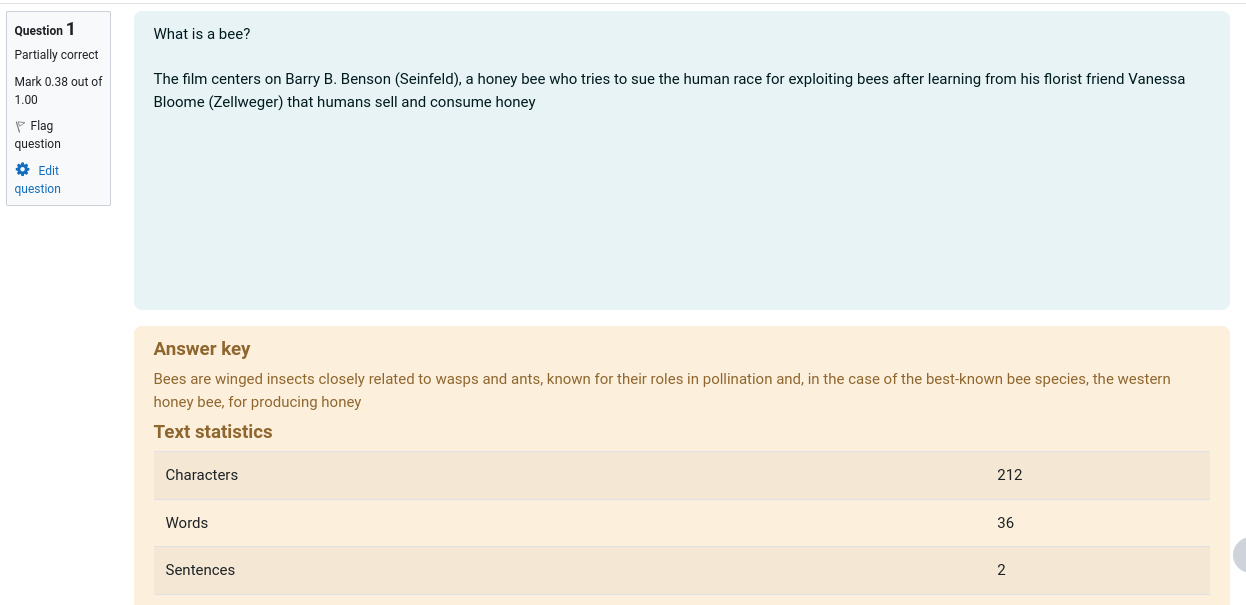 Question 1
Partially correct
Mark 0.38 out of
1.00
Flag
question
Edit
question
What is a bee?
The film centers on Barry B. Benson (Seinfeld), a honey bee who tries to sue the human race for exploiting bees after learning from his florist friend Vanessa
Bloome (Zellweger) that humans sell and consume honey
Answer key
Bees are winged insects closely related to wasps and ants, known for their roles in pollination and, in the case of the best-known bee species, the western
honey bee, for producing honey
Text statistics
Characters 212
Words 36
Sentences 2